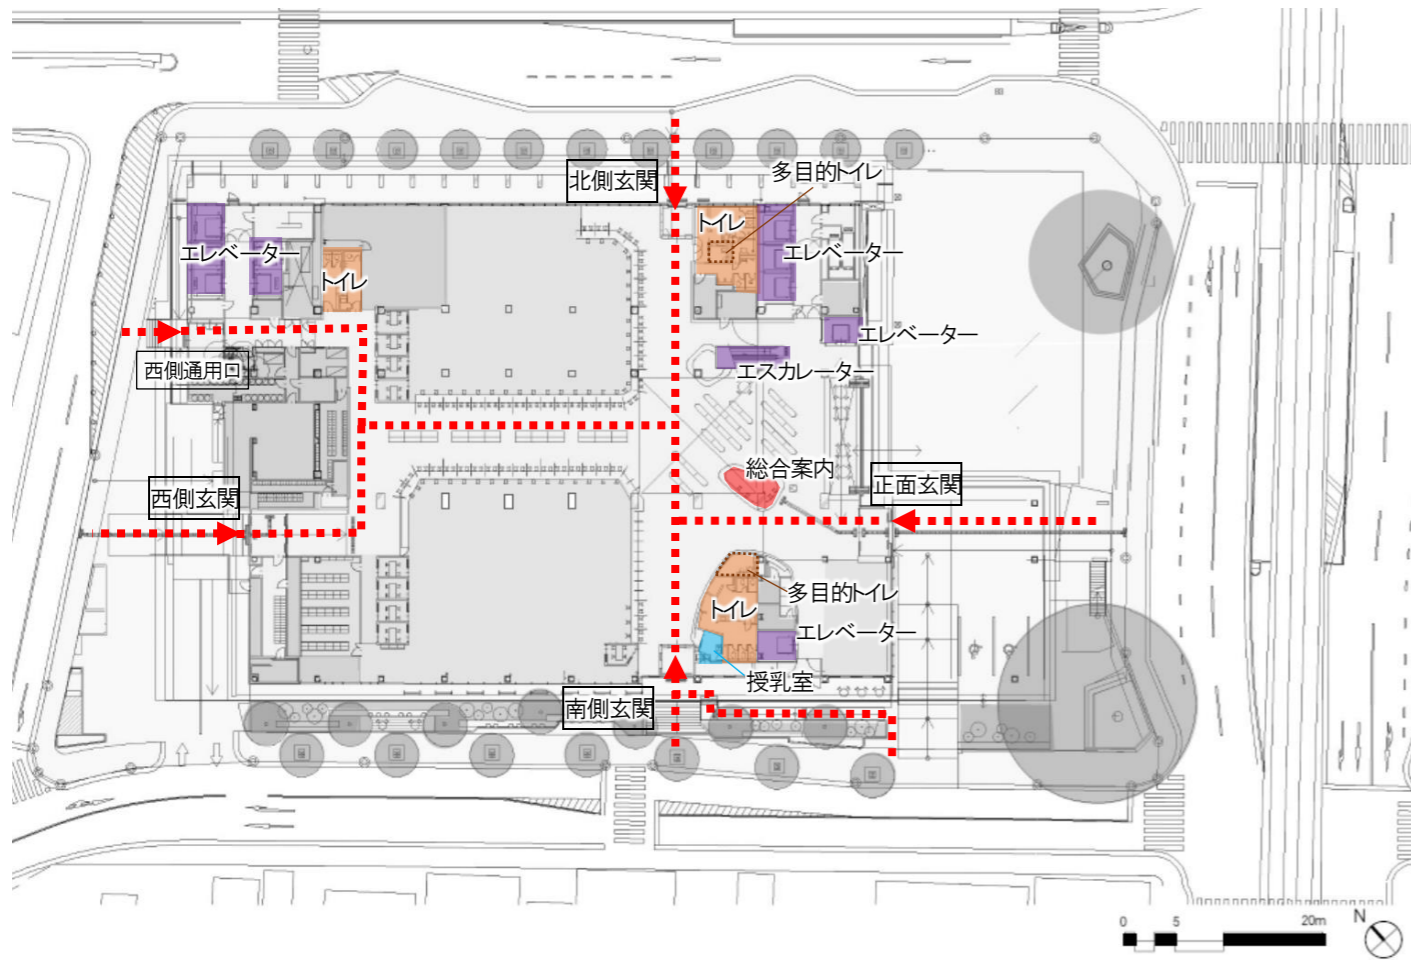 北側玄関
多目的トイレ
トイレ
エレベーター
エレベーター
トイレ
エレベーター
西側通用口
エスカレーター
総合案内
正面玄関
西側玄関
多目的トイレ
トイレ
エレベーター
授乳室
南側玄関
0 5 20m
N